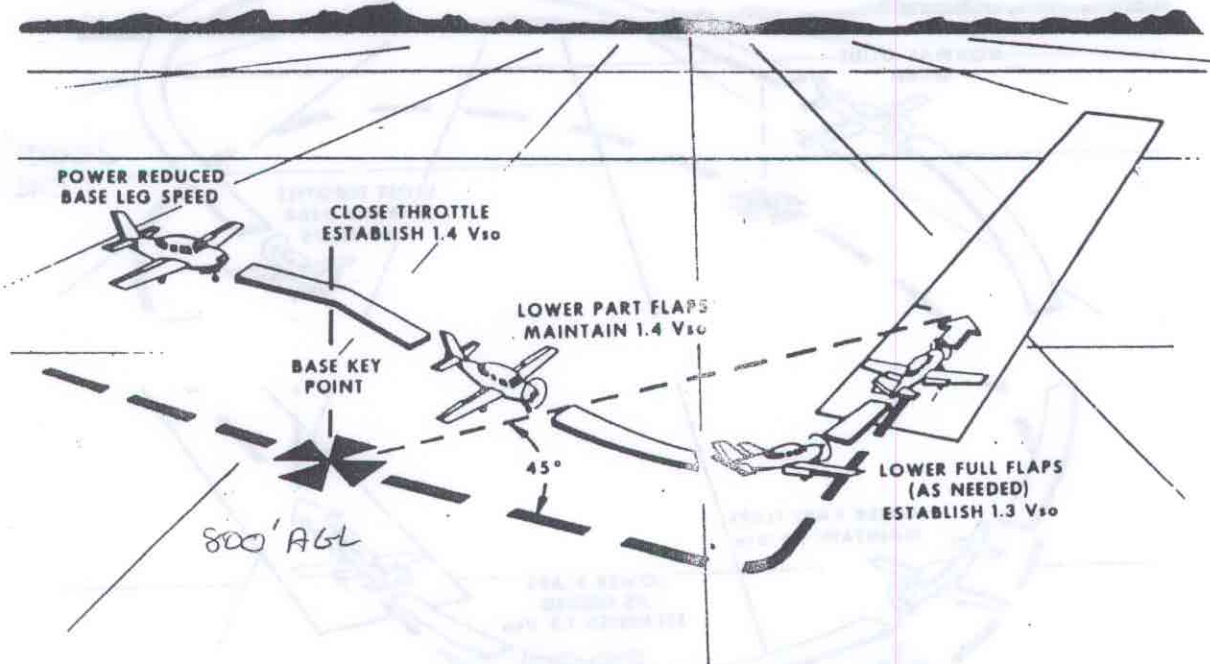 POWER REDUCED
BASE LEG SPEED
CLOSE THROTTLE
ESTABLISH 1.4 Vso
LOWER PART FLAPS
MAINTAIN 1.4 Vso
BASE KEY
POINT
45°
LOWER FULL FLAPS
(AS NEEDED)
ESTABLISH 1.3 Vso
800' AGL